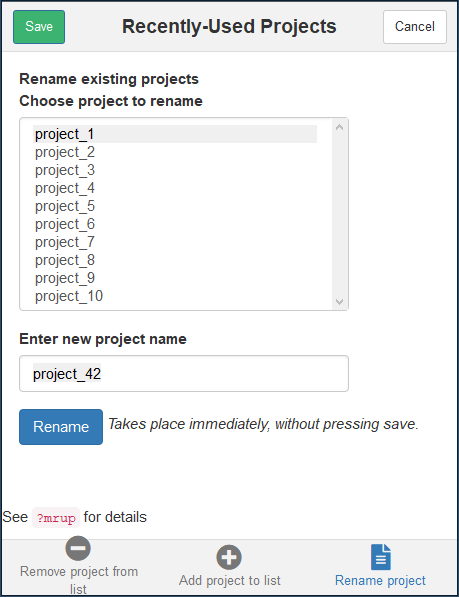 Save Recently-Used Projects Cancel
Rename existing projects
Choose project to rename
project_1
project_2
project_3
project_4
project_5
project_6
project_7
project_8
project_9
project_10
Enter new project name
project_42
Rename Takes place immediately, without pressing save.
See ?mrup for details
Remove project from
list
Add project to list
Rename project